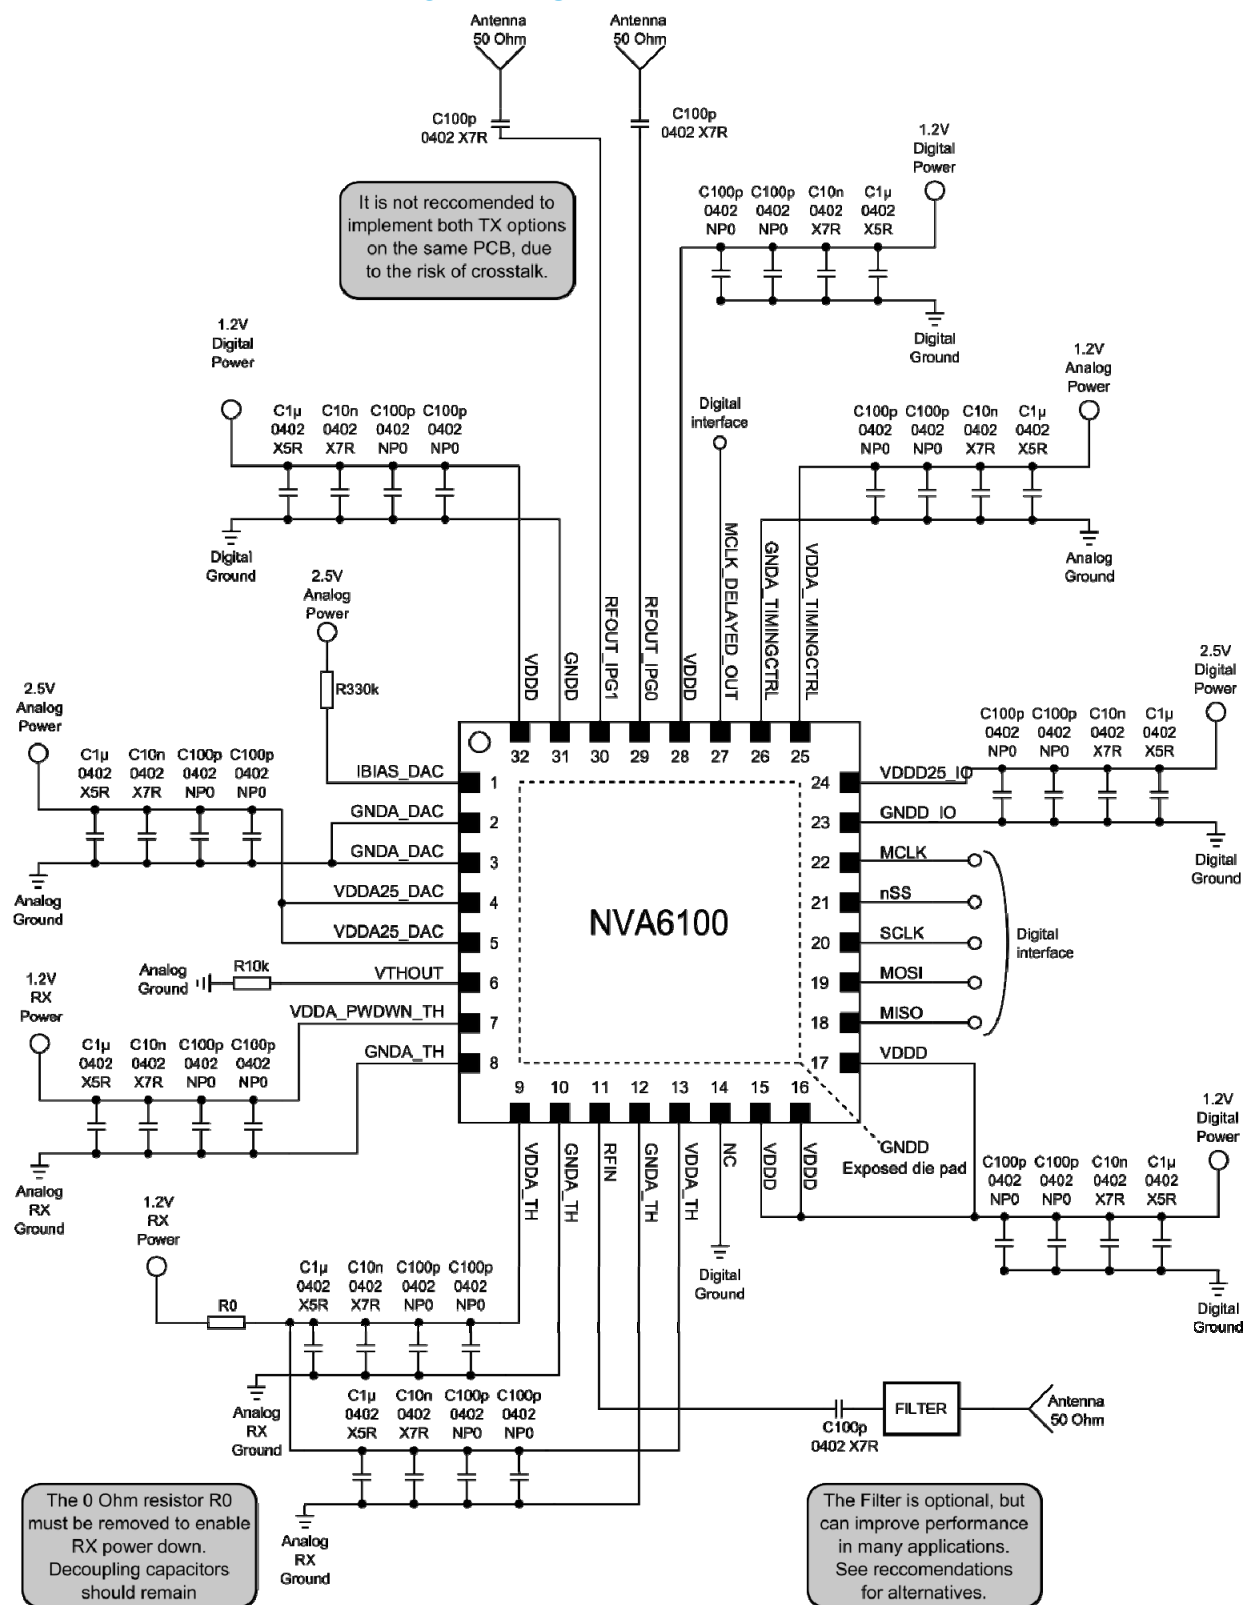 Antenna
50 Ohm
Antenna
50 Ohm
C100p
0402 X7R
C100p
0402 X7R
It is not reccomended to
implement both TX options
on the same PCB, due
to the risk of crosstalk.
1.2V
Digital
Power
C100p C100p C10n C1µ
0402 0402 0402 0402
NP0 NP0 X7R X5R
Digital
Ground
1.2V
Digital
Power
C1µ C10n C100p C100p
0402 0402 0402 0402
X5R X7R NP0 NP0
Digital
Ground
Digital
interface
1.2V
Analog
Power
C100p C100p C10n C1µ
0402 0402 0402 0402
NP0 NP0 X7R X5R
Analog
Ground
2.5V
Analog
Power
R330k
VDDD
GNDD
RFOUT_IPG1
RFOUT_IPG0
VDDD
MCLK_DELAYED_OUT
GNDA_TIMINGCTRL
VDDA_TIMINGCTRL
32 31 30 29 28 27 26 25
2.5V
Analog
Power
C1µ C10n C100p C100p
0402 0402 0402 0402
X5R X7R NP0 NP0
Analog
Ground
IBIAS_DAC 1
GNDA_DAC 2
GNDA_DAC 3
VDDA25_DAC 4
VDDA25_DAC 5
Analog
Ground
R10k
VTHOUT 6
VDDA_PWDWN_TH 7
GNDA_TH 8
1.2V
RX
Power
C1µ C10n C100p C100p
0402 0402 0402 0402
X5R X7R NP0 NP0
Analog
RX
Ground
NVA6100
2.5V
Digital
Power
C100p C100p C10n C1µ
0402 0402 0402 0402
NP0 NP0 X7R X5R
Digital
Ground
24 VDDD25_IO
23 GNDD_IO
22 MCLK
21 nSS
20 SCLK
19 MOSI
18 MISO
17 VDDD
Digital
interface
9 10 11 12 13 14 15 16
VDDA_TH
GNDA_TH
RFIN
GNDA_TH
VDDA_TH
NC
VDDD
VDDD
GNDD
Exposed die pad
1.2V
Digital
Power
C100p C100p C10n C1µ
0402 0402 0402 0402
NP0 NP0 X7R X5R
Digital
Ground
Digital
Ground
1.2V
RX
Power
R0
C1µ C10n C100p C100p
0402 0402 0402 0402
X5R X7R NP0 NP0
Analog
RX
Ground
C1µ C10n C100p C100p
0402 0402 0402 0402
X5R X7R NP0 NP0
Analog
RX
Ground
C100p
0402 X7R
FILTER
Antenna
50 Ohm
The 0 Ohm resistor R0
must be removed to enable
RX power down.
Decoupling capacitors
should remain
The Filter is optional, but
can improve performance
in many applications.
See reccomendations
for alternatives.